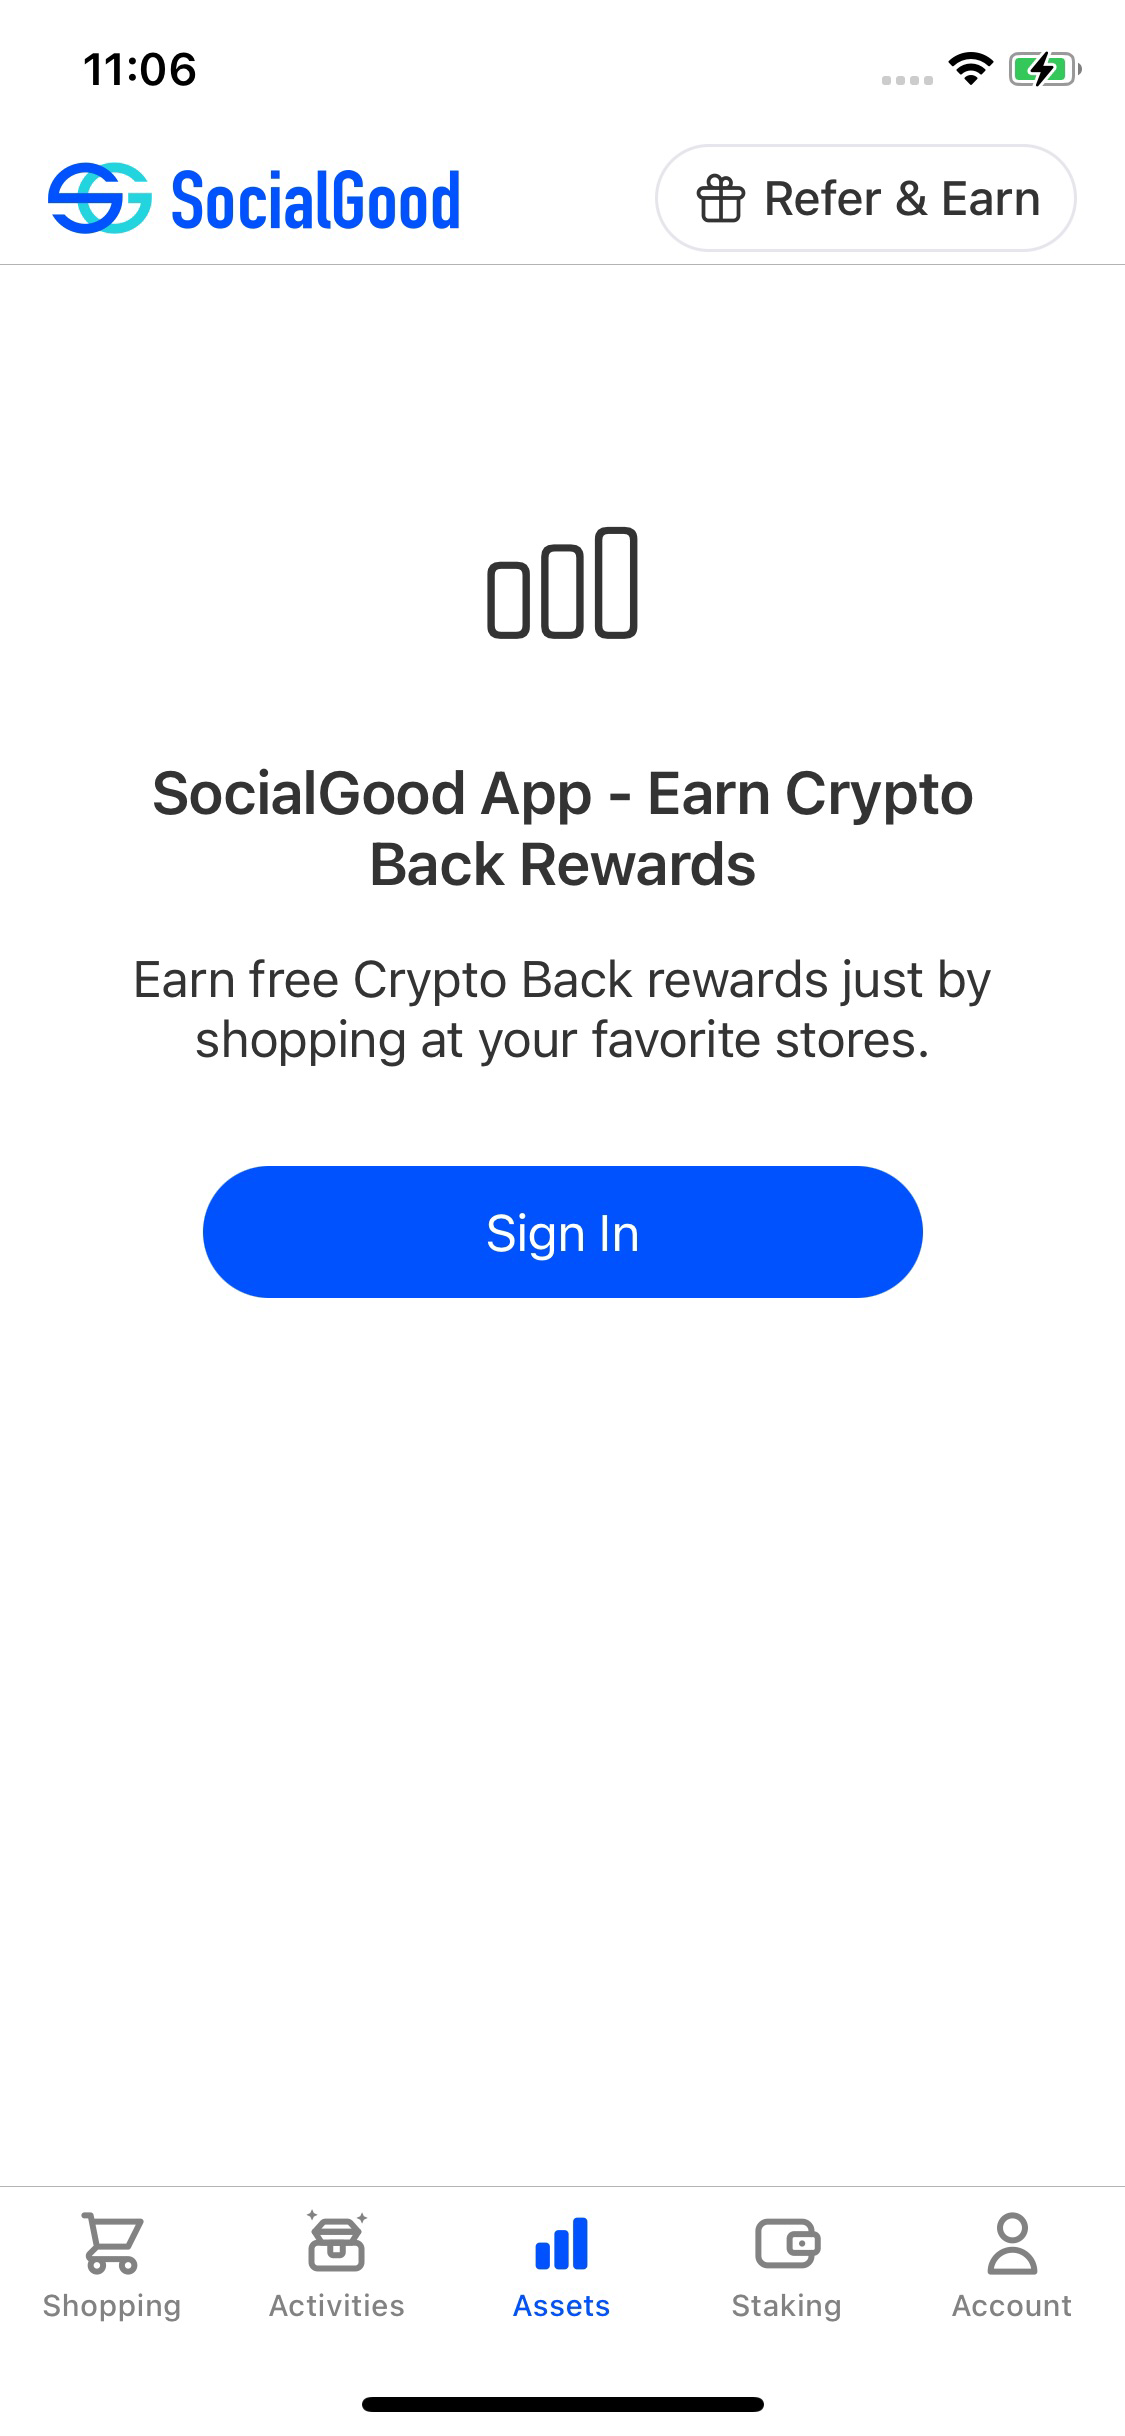 11:06
SocialGood
Refer & Earn
SocialGood App - Earn Crypto
Back Rewards
Earn free Crypto Back rewards just by
shopping at your favorite stores.
Sign In
Shopping
Activities
Assets
Staking
Account